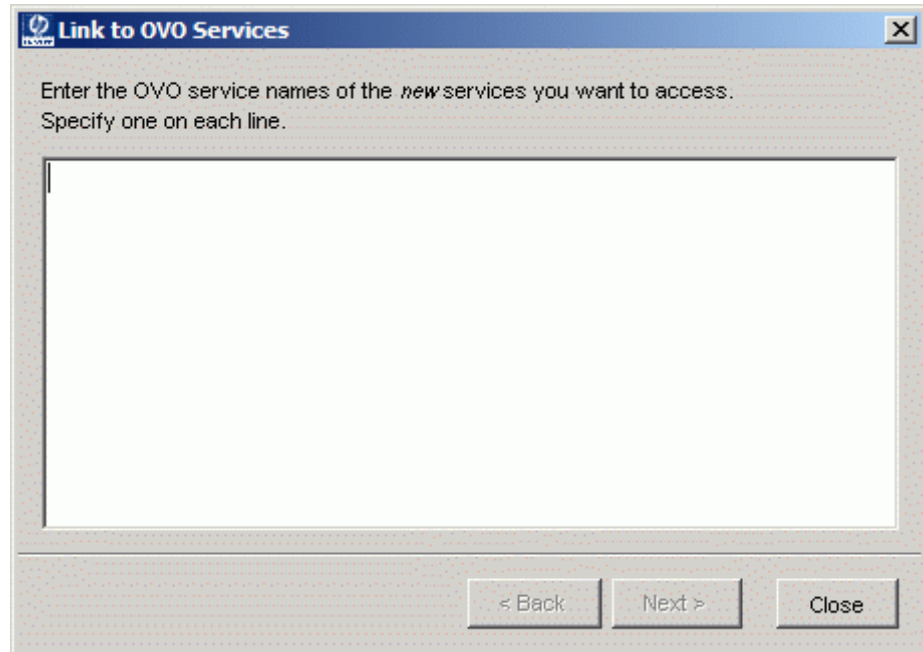 Link to OVO Services
Enter the OVO service names of the new services you want to access.
Specify one on each line.
< Back
Next >
Close